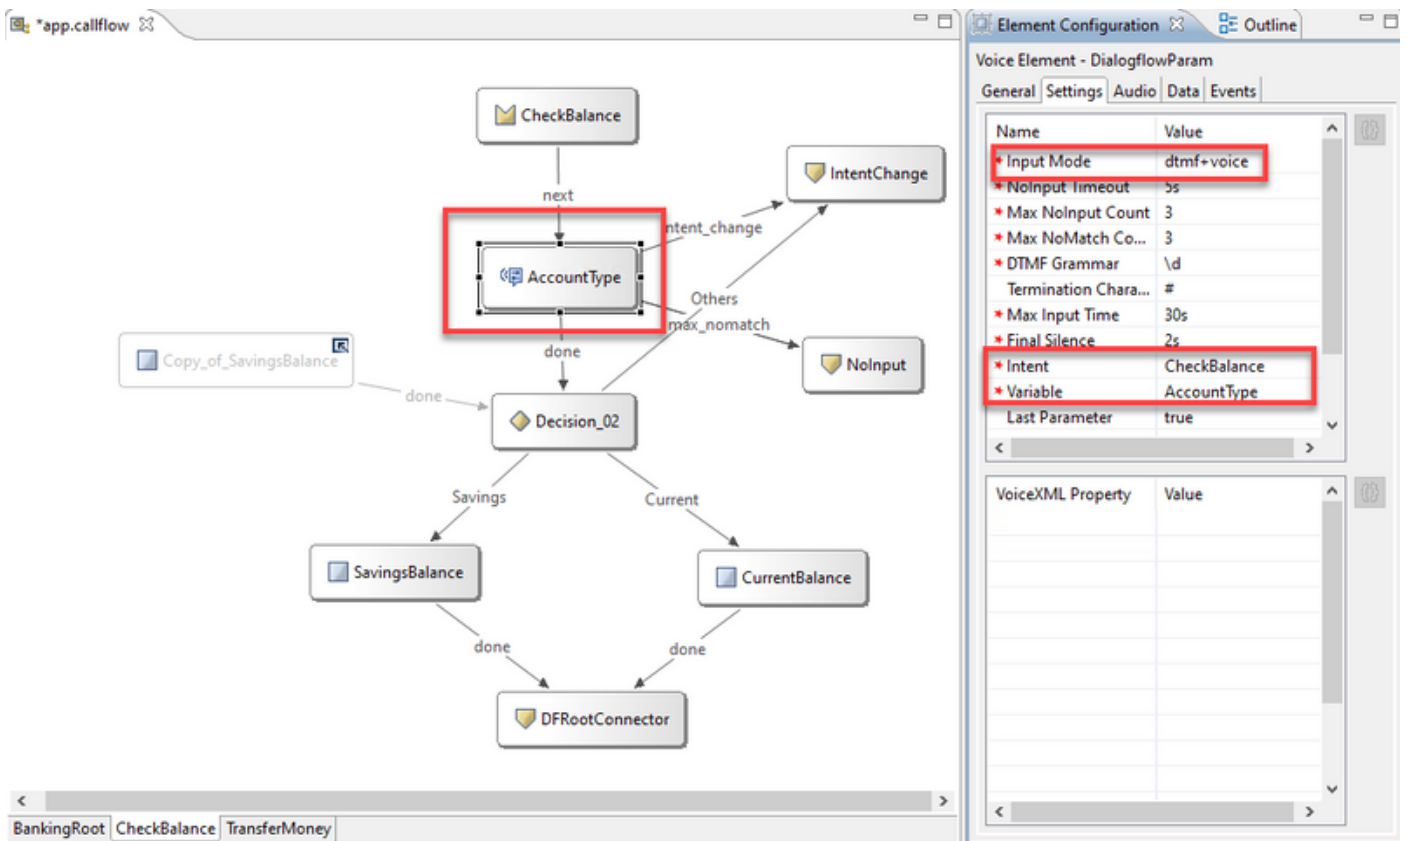 *app.callflow
CheckBalance
next
IntentChange
ntent_change
AccountType
Others
max_nomatch
done
NoInput
Copy_of_SavingsBalance
done
Decision_02
Savings
Current
SavingsBalance
CurrentBalance
done
done
DFRootConnector
BankingRoot CheckBalance TransferMoney
Element Configuration Outline
Voice Element - DialogflowParam
General Settings Audio Data Events
Name Value
* Input Mode dtmf+voice
* NoInput Timeout 5s
* Max NoInput Count 3
* Max NoMatch Co... 3
* DTMF Grammar \d
Termination Chara... #
* Max Input Time 30s
* Final Silence 2s
* Intent CheckBalance
* Variable AccountType
Last Parameter true
VoiceXML Property Value